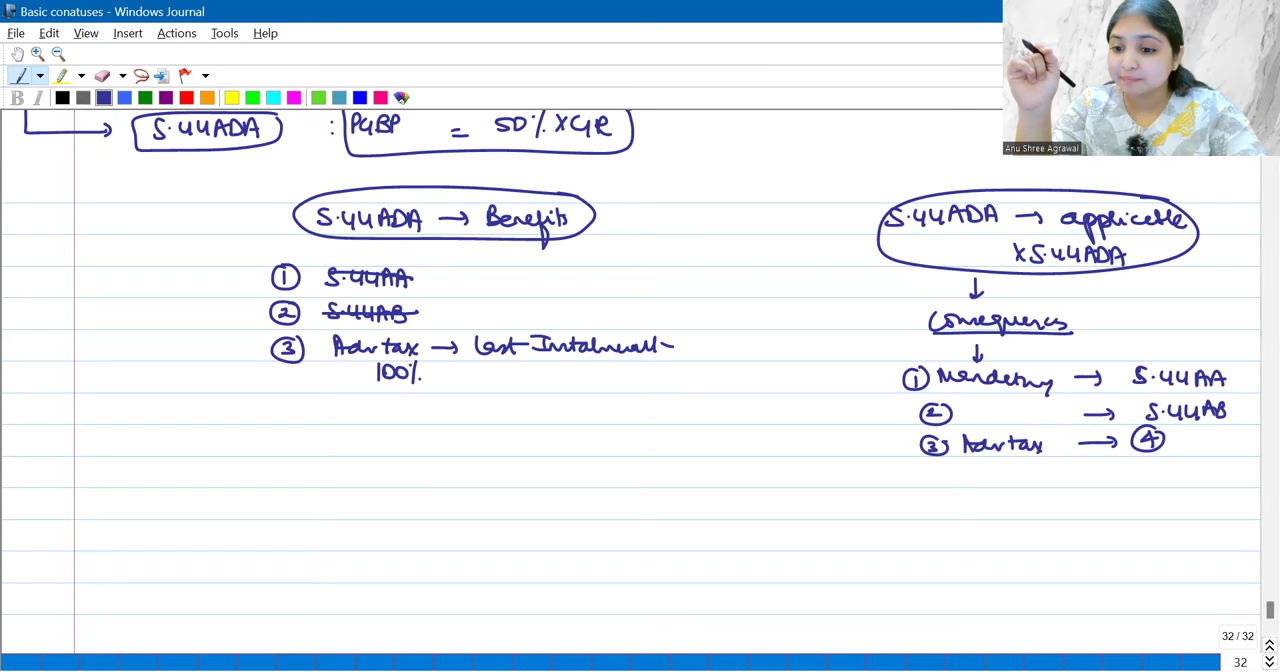 Basic conatuses - Windows Journal
File Edit View Insert Actions Tools Help
B I
Anu Shree Agrawal
S.44ADA : PGBP = 50% X GR
S.44ADA → Benefits
① S.44AA
② S.44AB
③ Adv tax → Last Instalment
100%
S.44ADA → applicable
X S.44ADA
↓
Consequences
↓
① Mandatory → S.44AA
② → S.44AB
③ Adv tax → ④
32 / 32
32